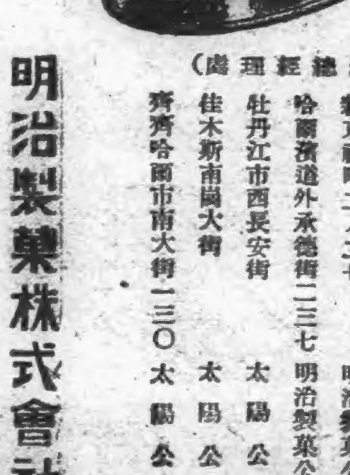 總經理處)
哈爾濱道外承德街二三七 明治製菓公
牡丹江市西長安街 太陽公
佳木斯南崗大街 太陽公
齊齊哈爾市南大街一三〇 太陽公
明治製菓株式會社